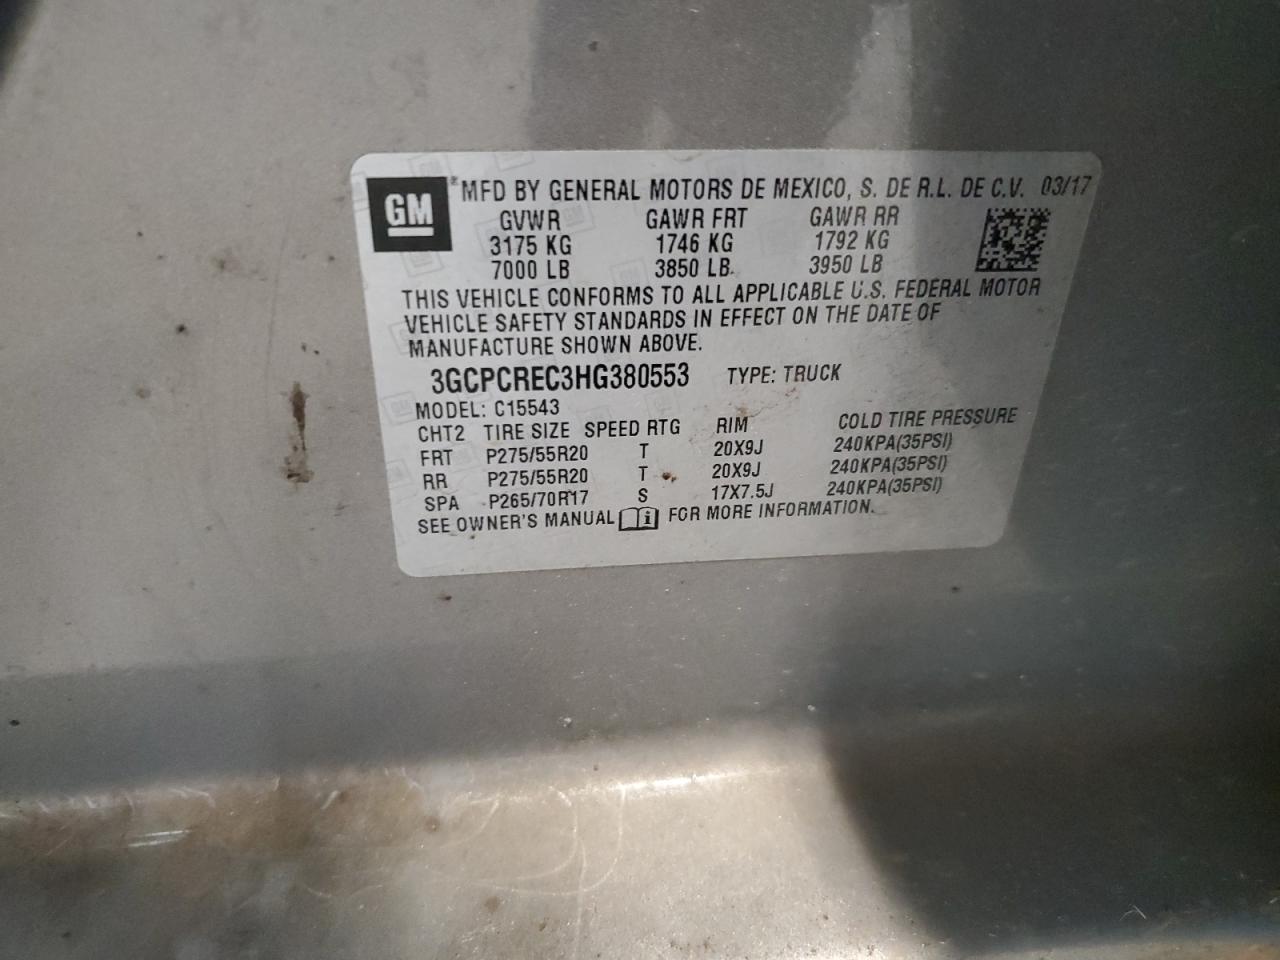 GM ® MFD BY GENERAL MOTORS DE MEXICO, S. DE R.L. DE C.V. 03/17
GVWR GAWR FRT GAWR RR
3175 KG 1746 KG 1792 KG
7000 LB 3850 LB 3950 LB
THIS VEHICLE CONFORMS TO ALL APPLICABLE U.S. FEDERAL MOTOR
VEHICLE SAFETY STANDARDS IN EFFECT ON THE DATE OF
MANUFACTURE SHOWN ABOVE.
3GCPCREC3HG380553 TYPE: TRUCK
MODEL: C15543
CHT2 TIRE SIZE SPEED RTG RIM COLD TIRE PRESSURE
FRT P275/55R20 T 20X9J 240KPA(35PSI)
RR P275/55R20 T 20X9J 240KPA(35PSI)
SPA P265/70R17 S 17X7.5J 240KPA(35PSI)
SEE OWNER'S MANUAL FOR MORE INFORMATION.